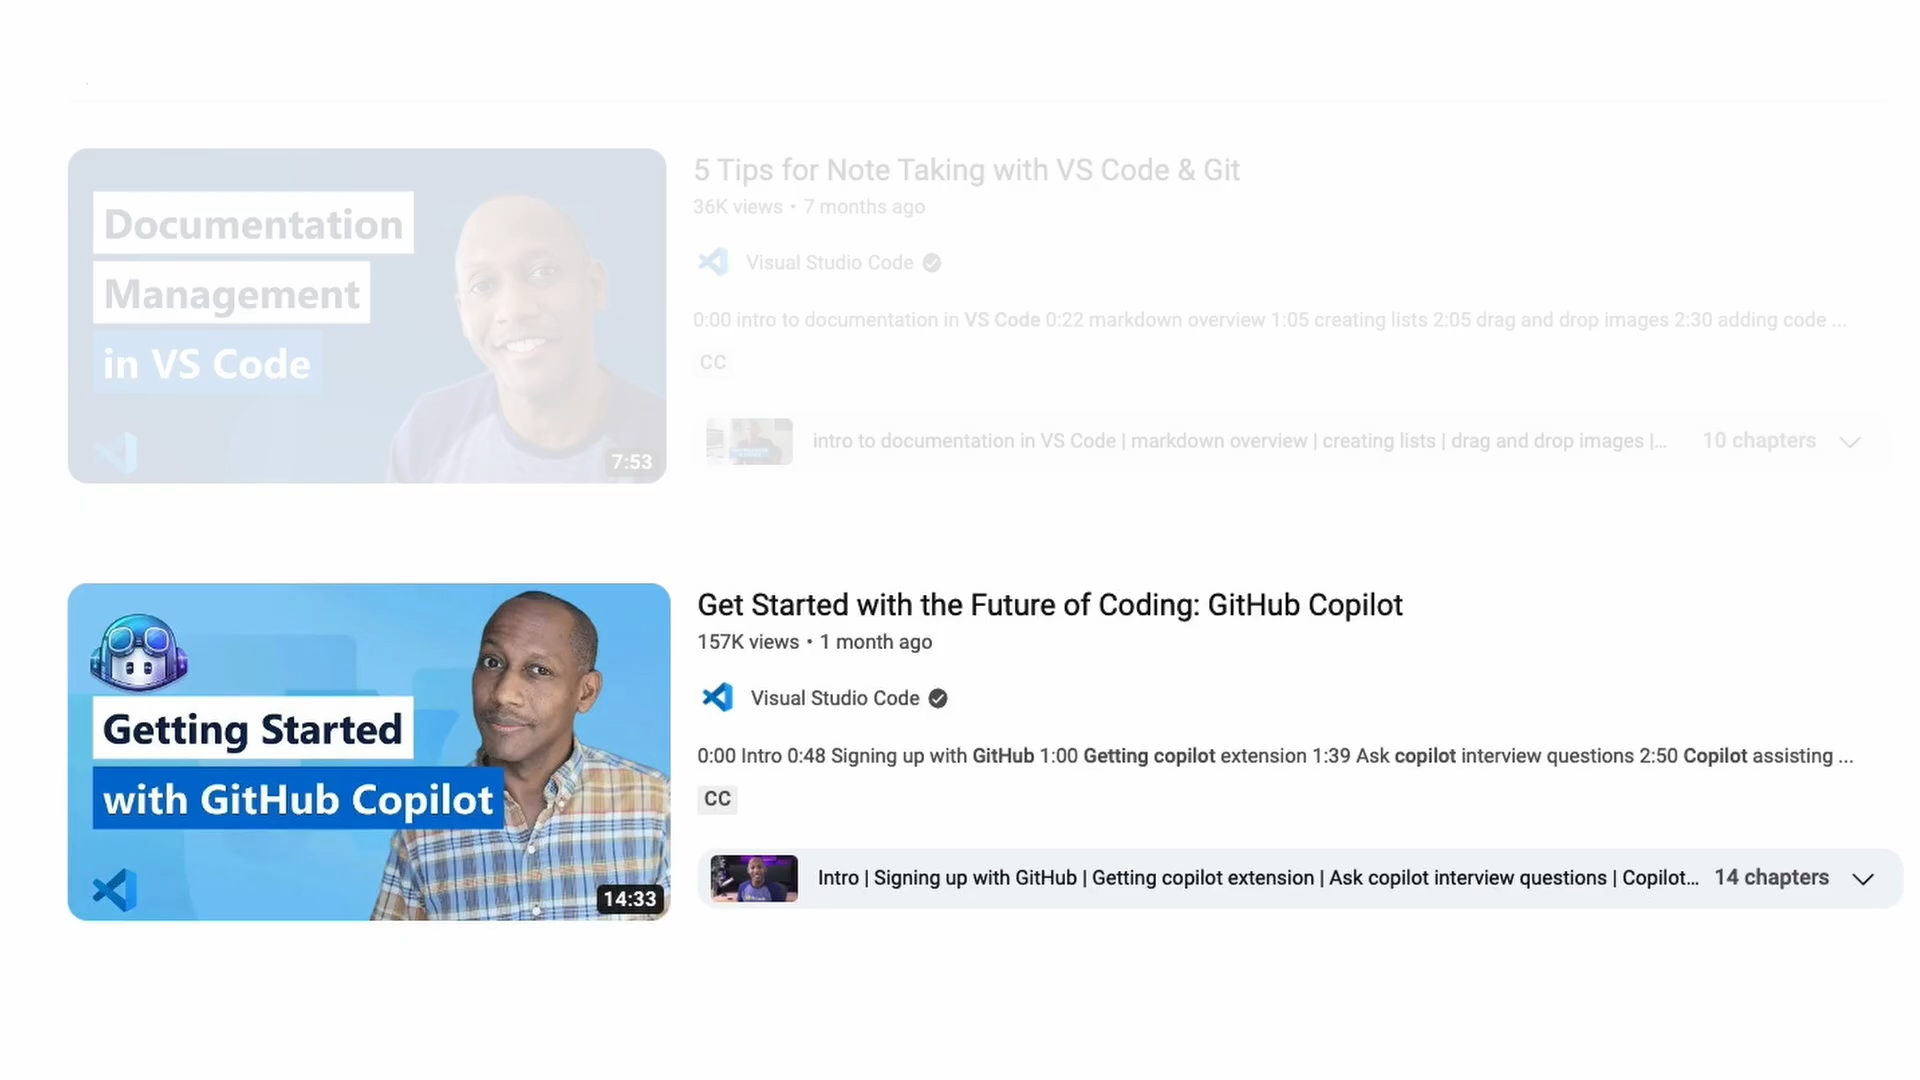 Documentation
Management
in VS Code
7:53
5 Tips for Note Taking with VS Code & Git
36K views • 7 months ago
Visual Studio Code
0:00 intro to documentation in VS Code 0:22 markdown overview 1:05 creating lists 2:05 drag and drop images 2:30 adding code ...
CC
intro to documentation in VS Code | markdown overview | creating lists | drag and drop images |... 10 chapters
Getting Started
with GitHub Copilot
14:33
Get Started with the Future of Coding: GitHub Copilot
157K views • 1 month ago
Visual Studio Code
0:00 Intro 0:48 Signing up with GitHub 1:00 Getting copilot extension 1:39 Ask copilot interview questions 2:50 Copilot assisting ...
CC
Intro | Signing up with GitHub | Getting copilot extension | Ask copilot interview questions | Copilot... 14 chapters